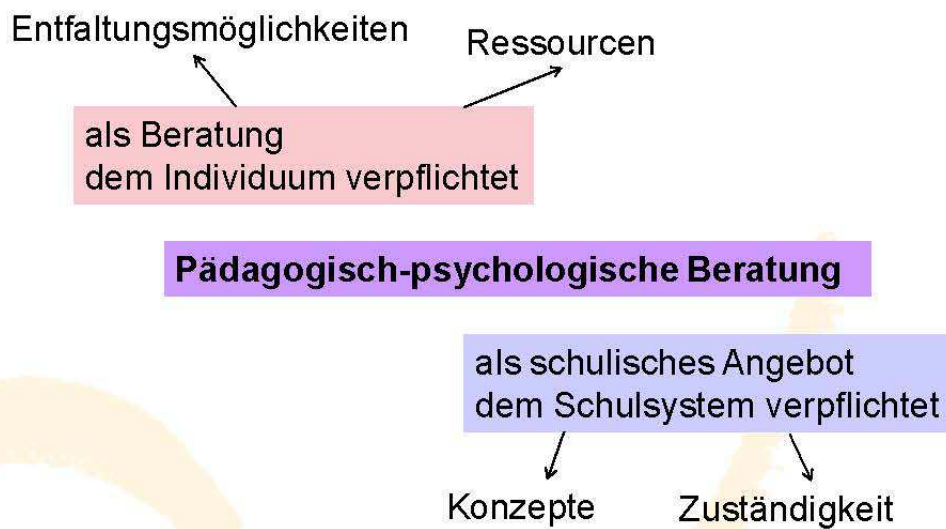 Entfaltungsmöglichkeiten
Ressourcen
als Beratung
dem Individuum verpflichtet
Pädagogisch-psychologische Beratung
als schulisches Angebot
dem Schulsystem verpflichtet
Konzepte
Zuständigkeit